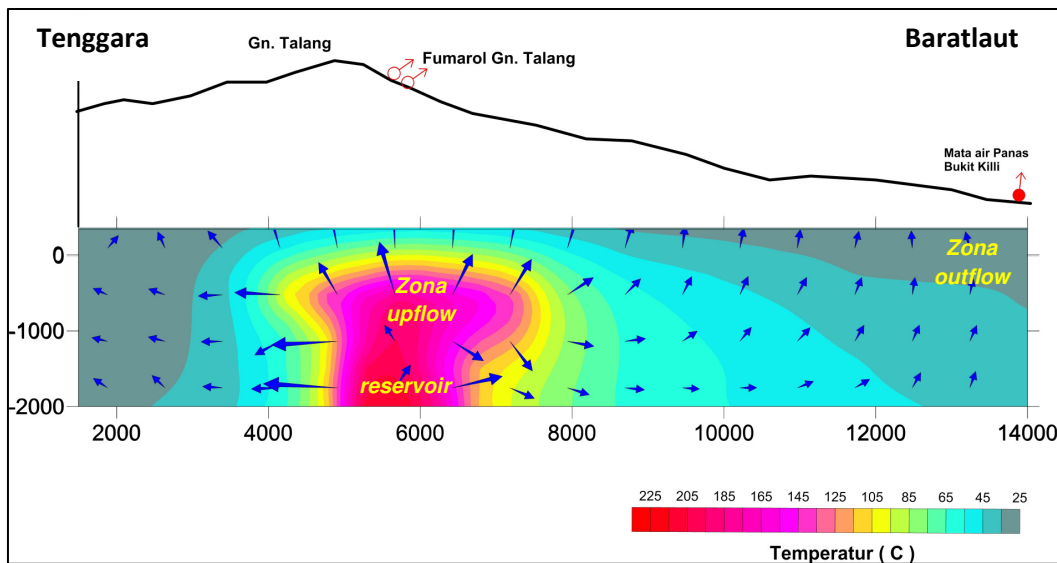 Tenggara
Baratlaut
Gn. Talang
Fumarol Gn. Talang
Mata air Panas
Bukit Killi
0
-1000
-2000
Zona
upflow
reservoir
Zona
outflow
2000 4000 6000 8000 10000 12000 14000
225 205 185 165 145 125 105 85 65 45 25
Temperatur ( C )